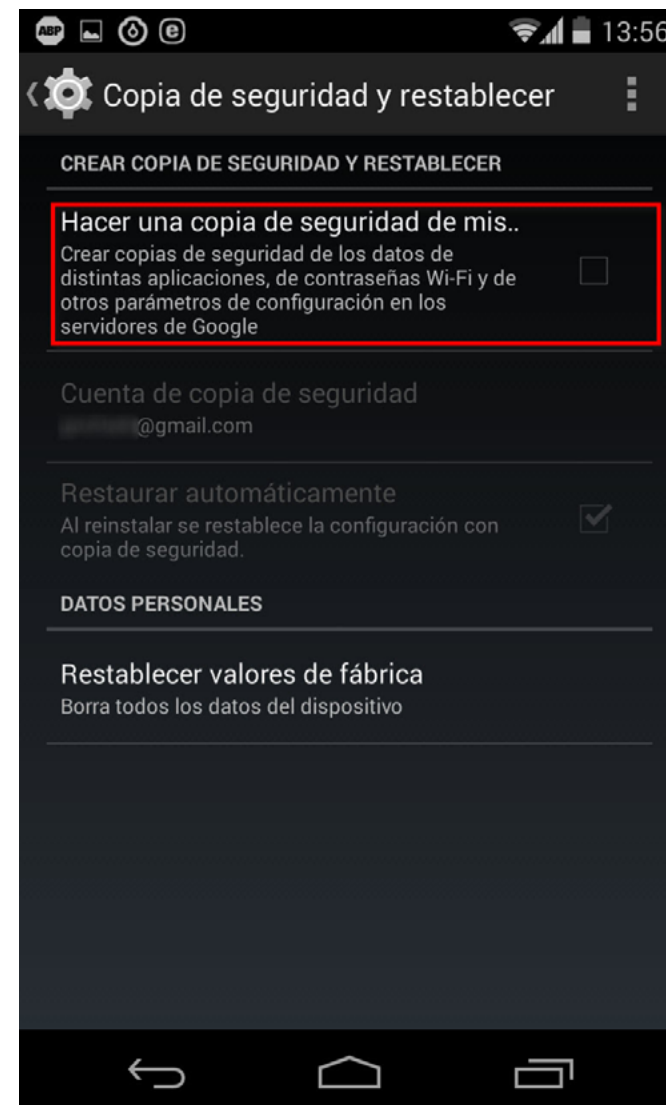 ABP e 13:56
Copia de seguridad y restablecer
CREAR COPIA DE SEGURIDAD Y RESTABLECER
Hacer una copia de seguridad de mis..
Crear copias de seguridad de los datos de
distintas aplicaciones, de contraseñas Wi-Fi y de
otros parámetros de configuración en los
servidores de Google
Cuenta de copia de seguridad
@gmail.com
Restaurar automáticamente
Al reinstalar se restablece la configuración con
copia de seguridad.
DATOS PERSONALES
Restablecer valores de fábrica
Borra todos los datos del dispositivo